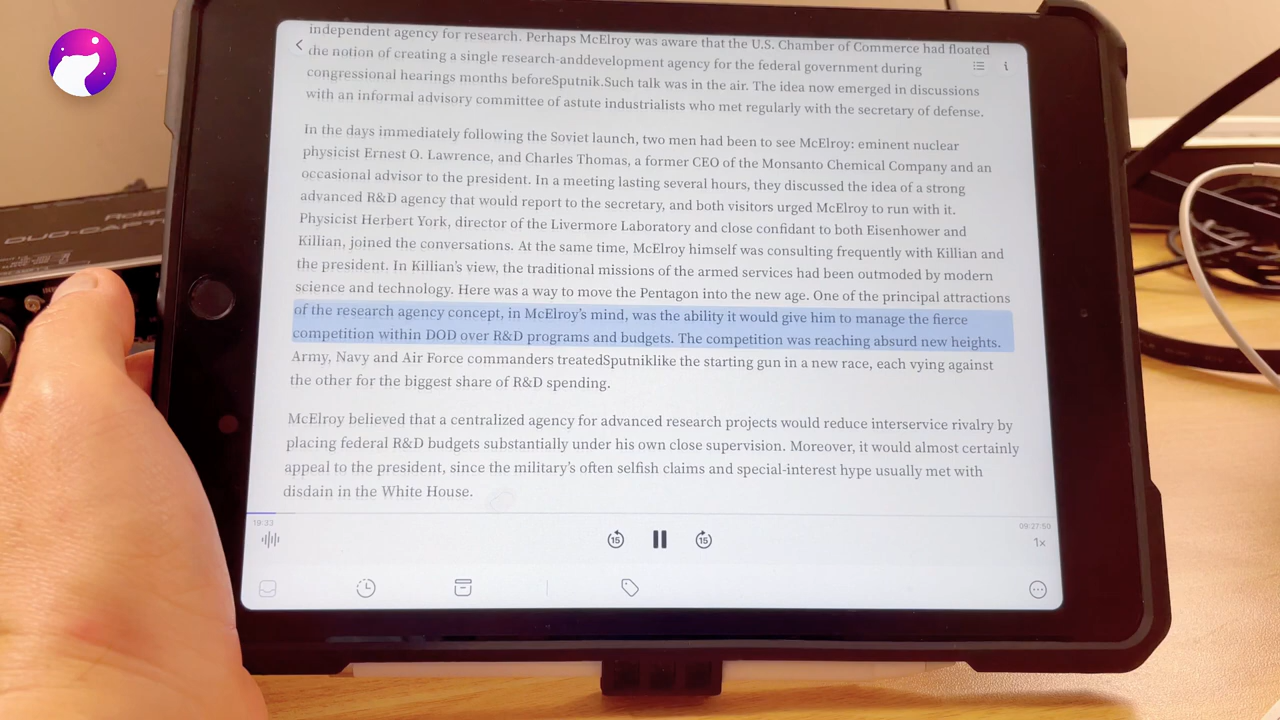 independent agency for research. Perhaps McElroy was aware that the U.S. Chamber of Commerce had floated
the notion of creating a single research-anddevelopment agency for the federal government during
congressional hearings months beforeSputnik.Such talk was in the air. The idea now emerged in discussions
with an informal advisory committee of astute industrialists who met regularly with the secretary of defense.
In the days immediately following the Soviet launch, two men had been to see McElroy: eminent nuclear
physicist Ernest O. Lawrence, and Charles Thomas, a former CEO of the Monsanto Chemical Company and an
occasional advisor to the president. In a meeting lasting several hours, they discussed the idea of a strong
advanced R&D agency that would report to the secretary, and both visitors urged McElroy to run with it.
Physicist Herbert York, director of the Livermore Laboratory and close confidant to both Eisenhower and
Killian, joined the conversations. At the same time, McElroy himself was consulting frequently with Killian and
the president. In Killian's view, the traditional missions of the armed services had been outmoded by modern
science and technology. Here was a way to move the Pentagon into the new age. One of the principal attractions
of the research agency concept, in McElroy's mind, was the ability it would give him to manage the fierce
competition within DOD over R&D programs and budgets. The competition was reaching absurd new heights.
Army, Navy and Air Force commanders treatedSputniklike the starting gun in a new race, each vying against
the other for the biggest share of R&D spending.
McElroy believed that a centralized agency for advanced research projects would reduce interservice rivalry by
placing federal R&D budgets substantially under his own close supervision. Moreover, it would almost certainly
appeal to the president, since the military's often selfish claims and special-interest hype usually met with
disdain in the White House.
19:33
09:27:50
15
15
1×
Roland
DUO-CAPT